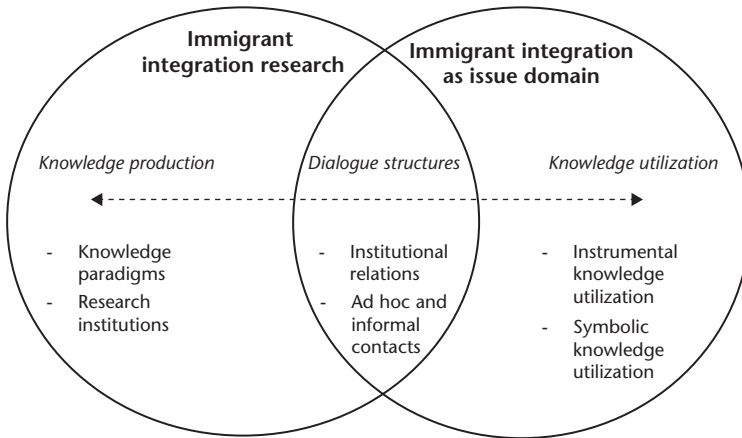 Immigrant
integration research
Immigrant integration
as issue domain
Knowledge production
Dialogue structures
Knowledge utilization
- Knowledge
paradigms
- Research
institutions
- Institutional
relations
- Ad hoc and
informal
contacts
- Instrumental
knowledge
utilization
- Symbolic
knowledge
utilization